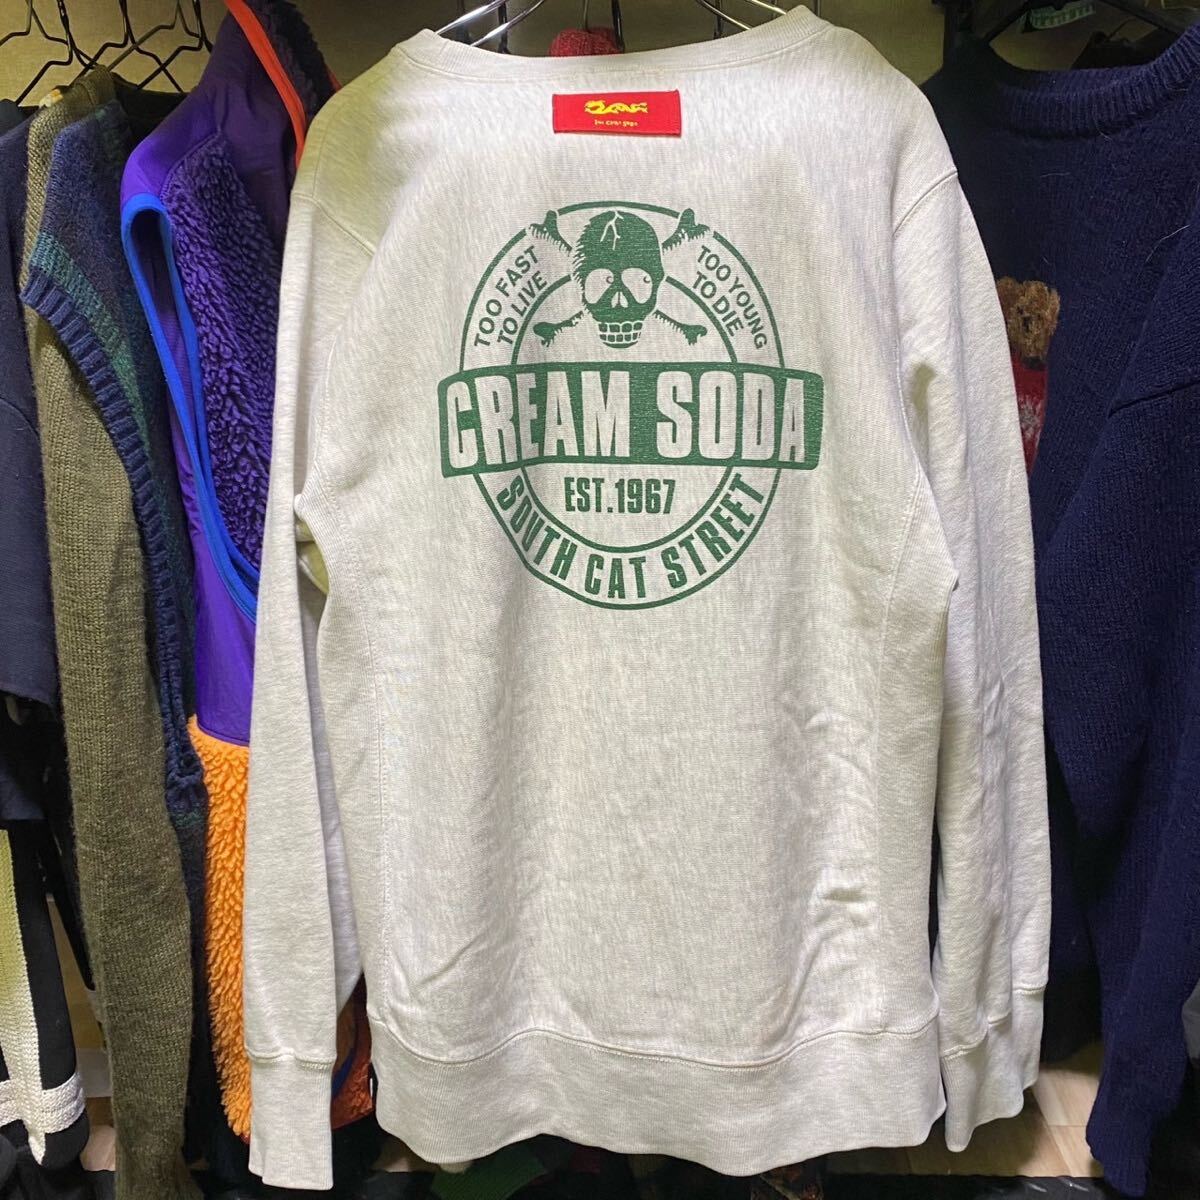 TOO FAST
TO LIVE
TOO YOUNG
TO DIE
CREAM SODA
EST.1967
SOUTH CAT STREET